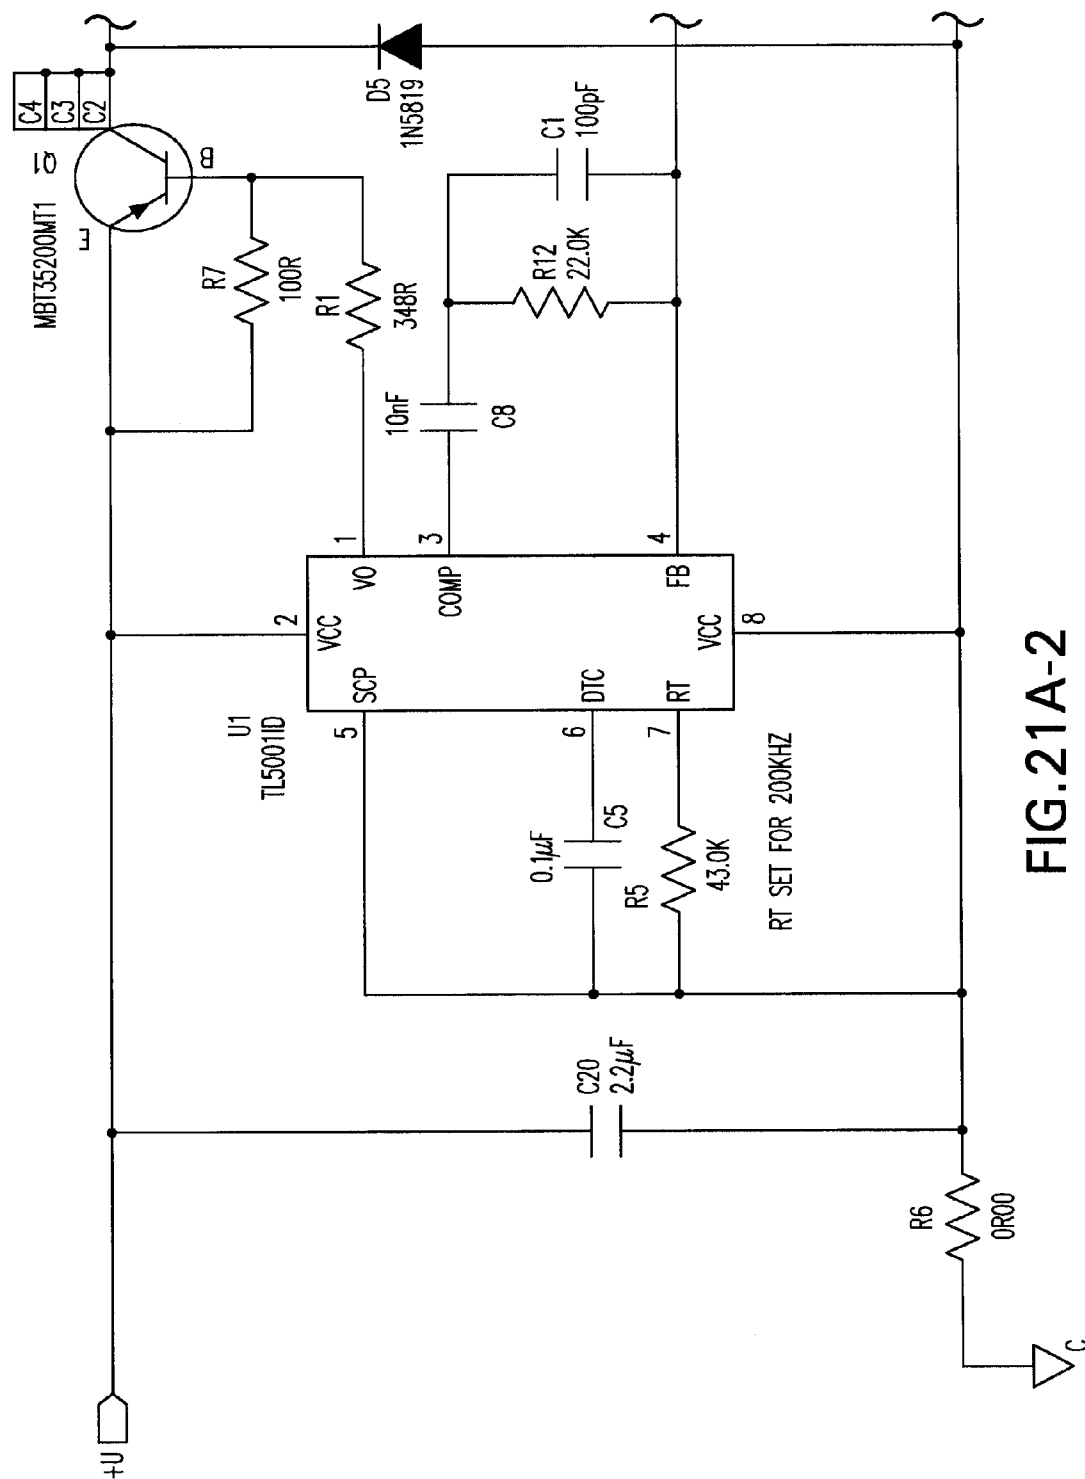 +U
C20
2.2µF
R6
0R00
C
U1
TL5001ID
5
SCP
2
VCC
1
VO
3
COMP
4
FB
6
DTC
7
RT
8
VCC
0.1µF
C5
R5
43.0K
RT SET FOR 200KHZ
MBT35200MT1
Q1
E
B
C4
C3
C2
R7
100R
R1
348R
10nF
C8
R12
22.0K
C1
100pF
D5
1N5819
FIG.21A-2